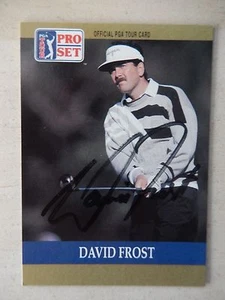 OFFICIAL PGA TOUR CARD
PRO
SET
DAVID FROST